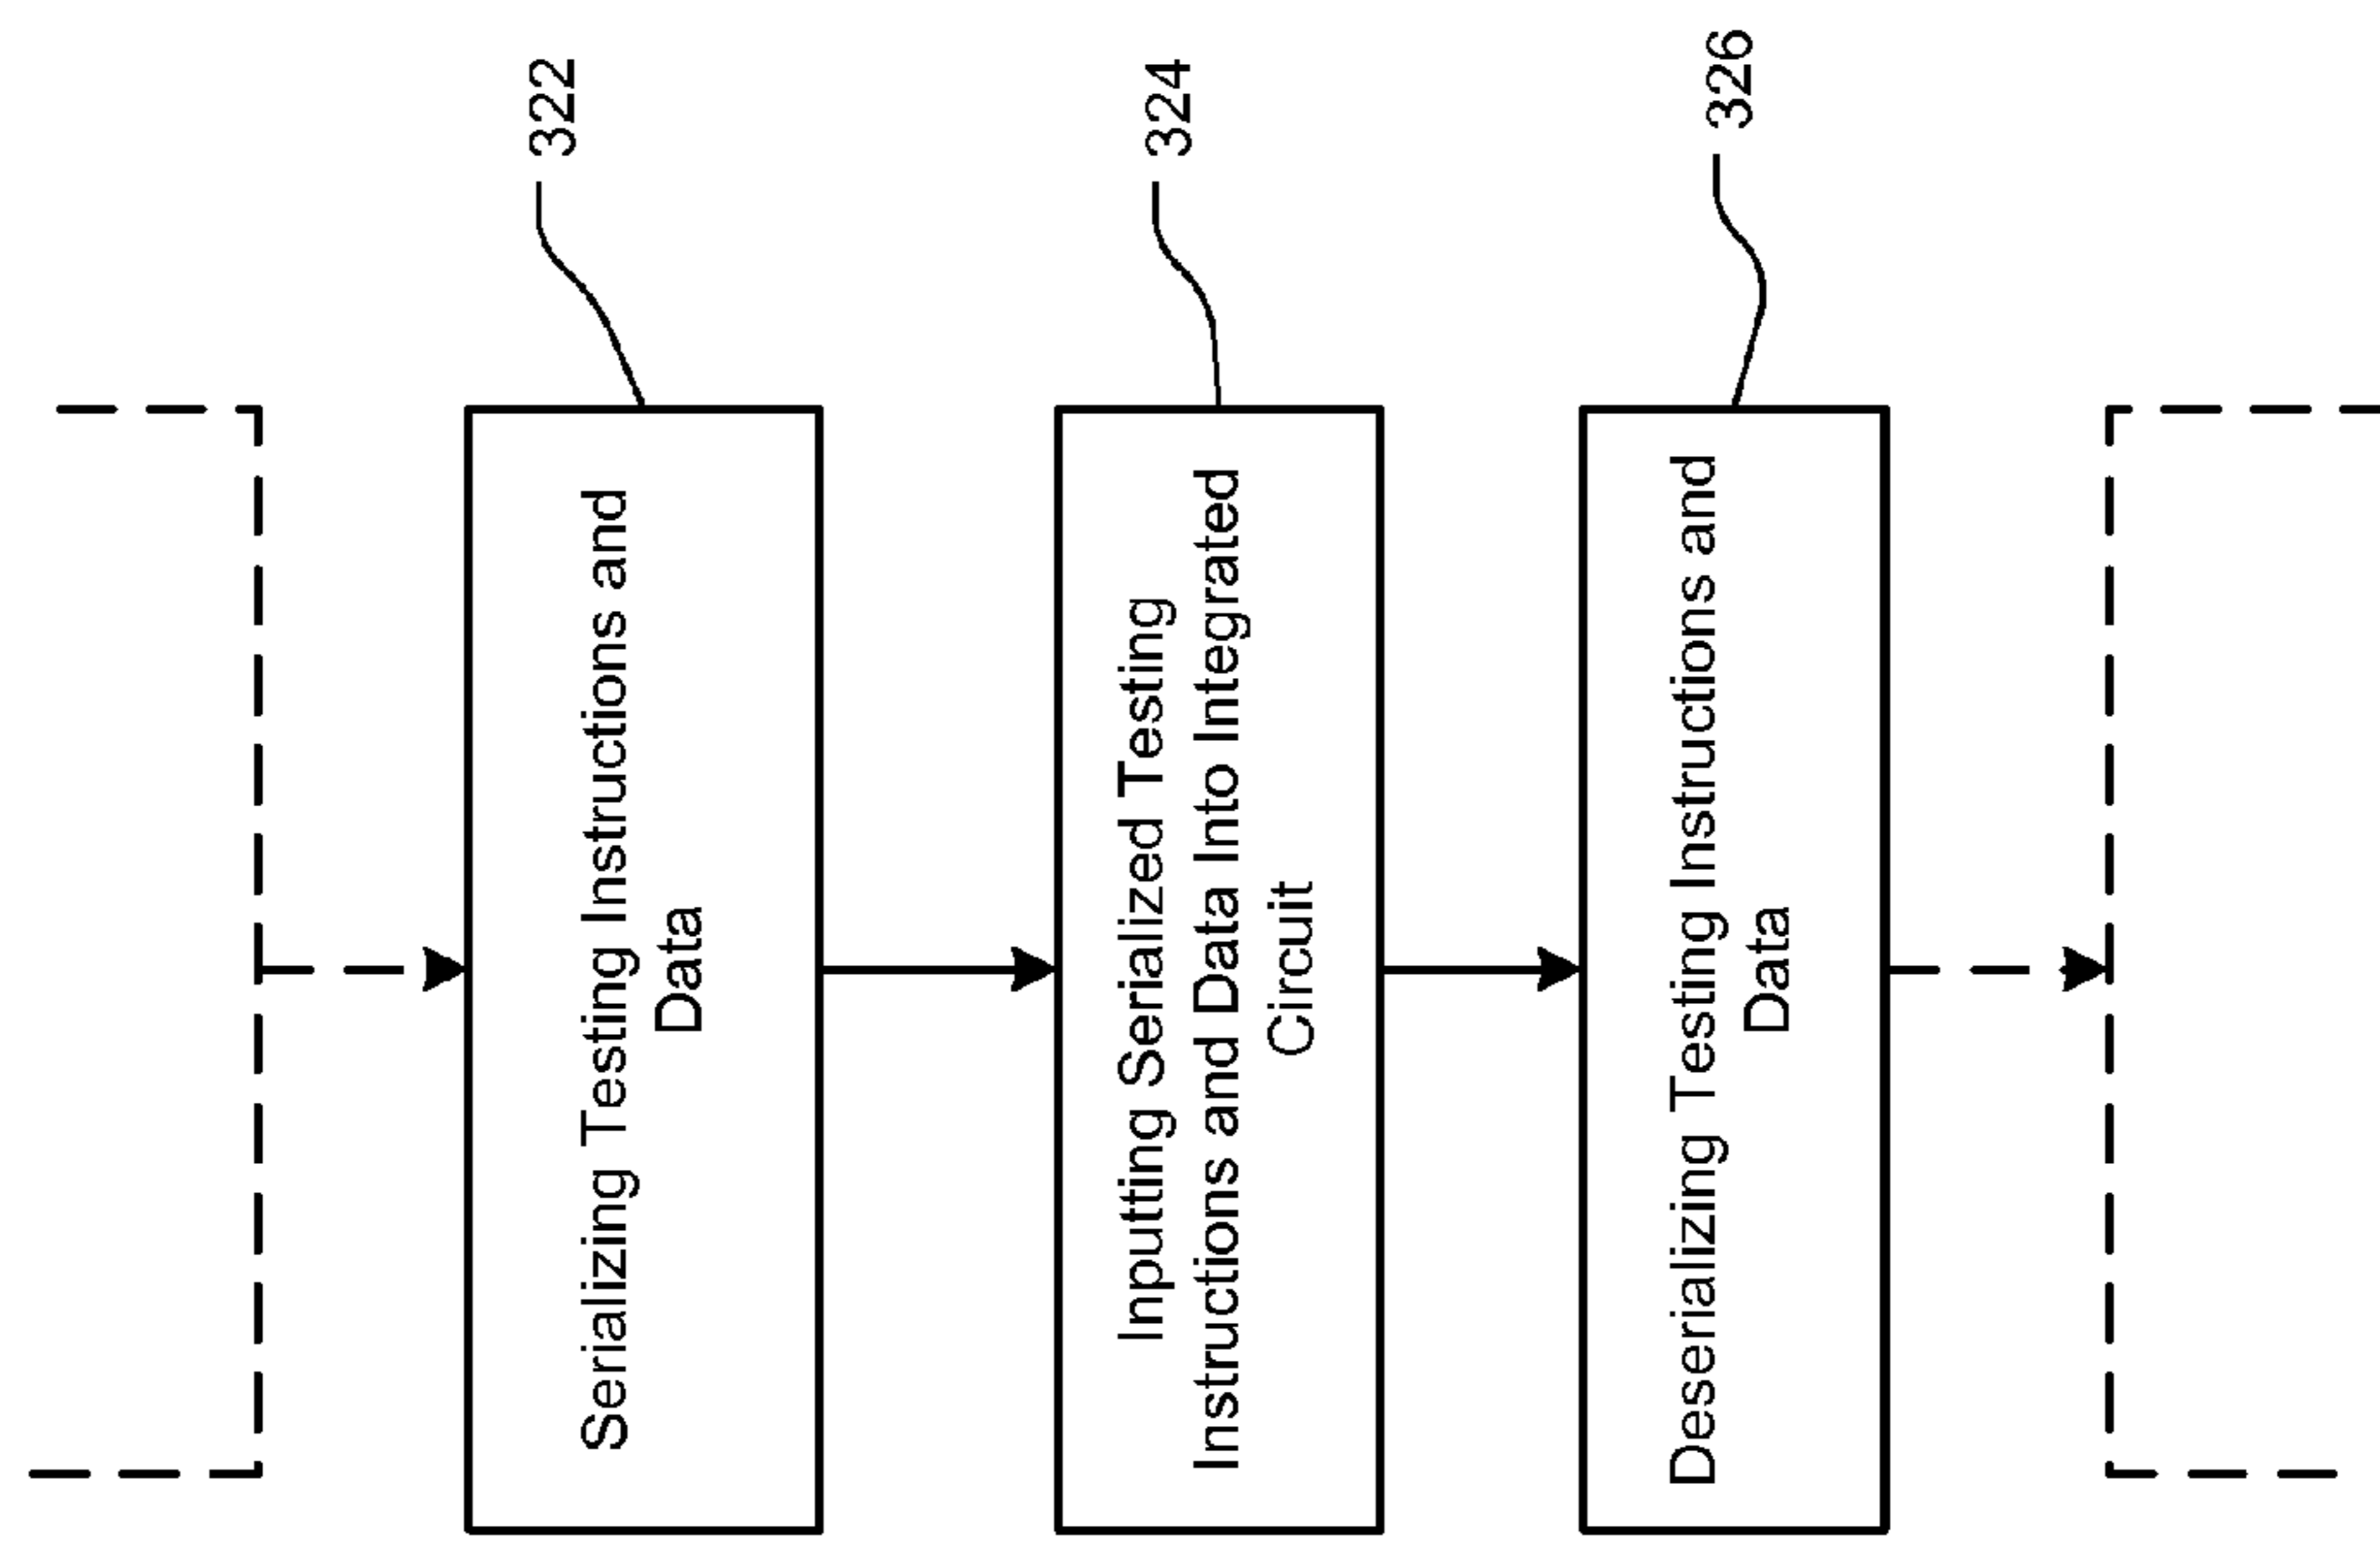 322
Serializing Testing Instructions and
Data
324
Inputting Serialized Testing
Instructions and Data Into Integrated
Circuit
326
Deserializing Testing Instructions and
Data